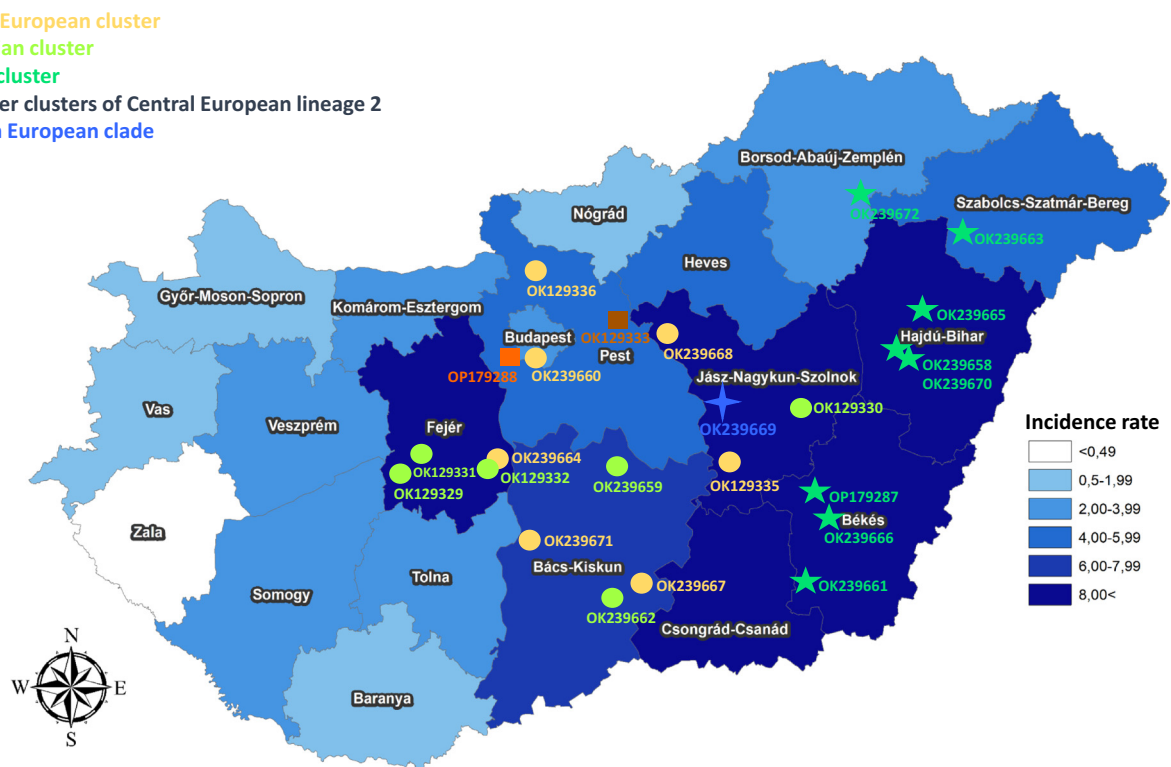 European cluster
an cluster
cluster
er clusters of Central European lineage 2
European clade
Borsod-Abaúj-Zemplén
OK239672
Szabolcs-Szatmár-Bereg
OK239663
Nógrád
Heves
OK129336
Győr-Moson-Sopron
Komárom-Esztergom
OK239665
Hajdú-Bihar
OK239658
OK239670
Budapest
OK129333
Pest
OK239668
OP179288
OK239660
Jász-Nagykun-Szolnok
OK129330
OK239669
Vas
Veszprém
Fejér
OK239664
OK129331
OK129332
OK129329
OK239659
OK129335
OP179287
Békés
OK239666
Zala
OK239671
Bács-Kiskun
Tolna
Somogy
OK239667
OK239661
OK239662
Csongrád-Csanád
Baranya
Incidence rate
<0,49
0,5-1,99
2,00-3,99
4,00-5,99
6,00-7,99
8,00<
N
W
E
S